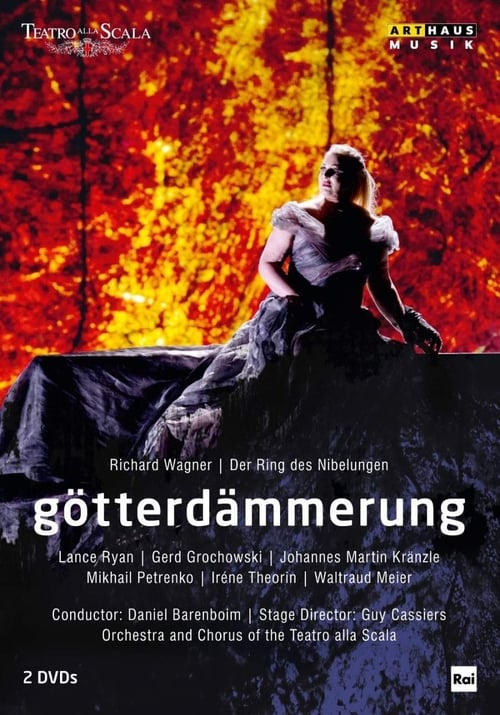 TEATRO ALLA SCALA
ARTHAUS
MUSIK
Richard Wagner | Der Ring des Nibelungen
götterdämmerung
Lance Ryan | Gerd Grochowski | Johannes Martin Kränzle
Mikhail Petrenko | Iréne Theorin | Waltraud Meier
Conductor: Daniel Barenboim | Stage Director: Guy Cassiers
Orchestra and Chorus of the Teatro alla Scala
2 DVDs
Rai